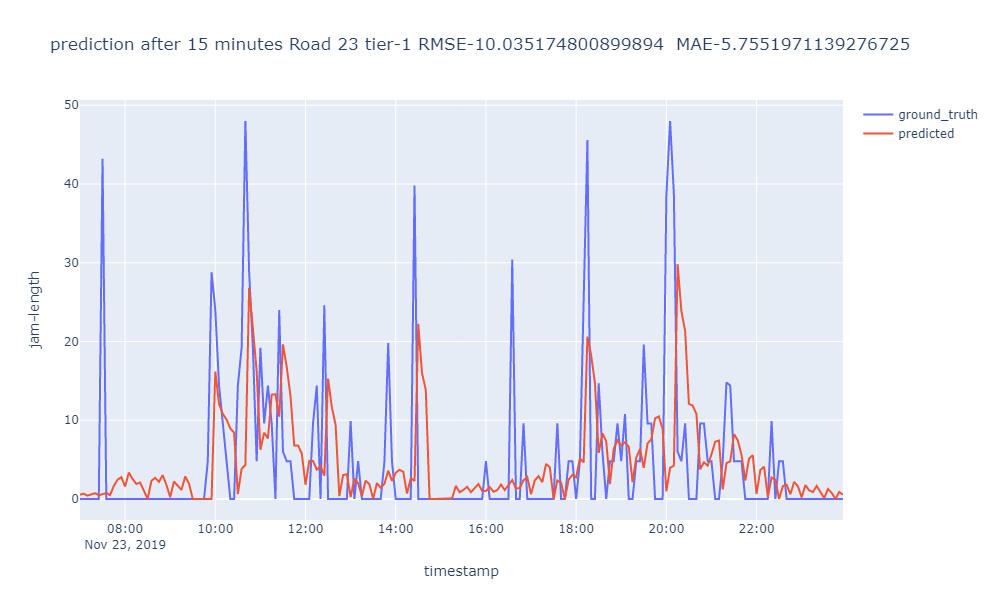 prediction after 15 minutes Road 23 tier-1 RMSE-10.035174800899894  MAE-5.7551971139276725
ground_truth
predicted
50
40
30
20
10
0
jam-length
08:00 10:00 12:00 14:00 16:00 18:00 20:00 22:00
Nov 23, 2019
timestamp